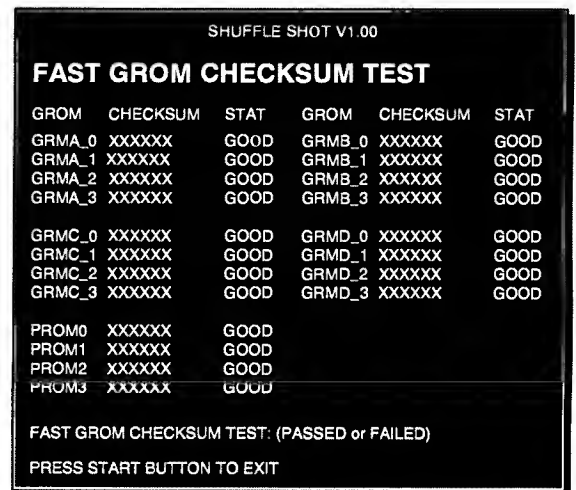 SHUFFLE SHOT V1.00
FAST GROM CHECKSUM TEST
GROM CHECKSUM STAT GROM CHECKSUM STAT
GRMA_0 XXXXXX GOOD GRMB_0 XXXXXX GOOD
GRMA_1 XXXXXX GOOD GRMB_1 XXXXXX GOOD
GRMA_2 XXXXXX GOOD GRMB_2 XXXXXX GOOD
GRMA_3 XXXXXX GOOD GRMB_3 XXXXXX GOOD
GRMC_0 XXXXXX GOOD GRMD_0 XXXXXX GOOD
GRMC_1 XXXXXX GOOD GRMD_1 XXXXXX GOOD
GRMC_2 XXXXXX GOOD GRMD_2 XXXXXX GOOD
GRMC_3 XXXXXX GOOD GRMD_3 XXXXXX GOOD
PROM0 XXXXXX GOOD
PROM1 XXXXXX GOOD
PROM2 XXXXXX GOOD
PROM3 XXXXXX GOOD
FAST GROM CHECKSUM TEST: (PASSED or FAILED)
PRESS START BUTTON TO EXIT